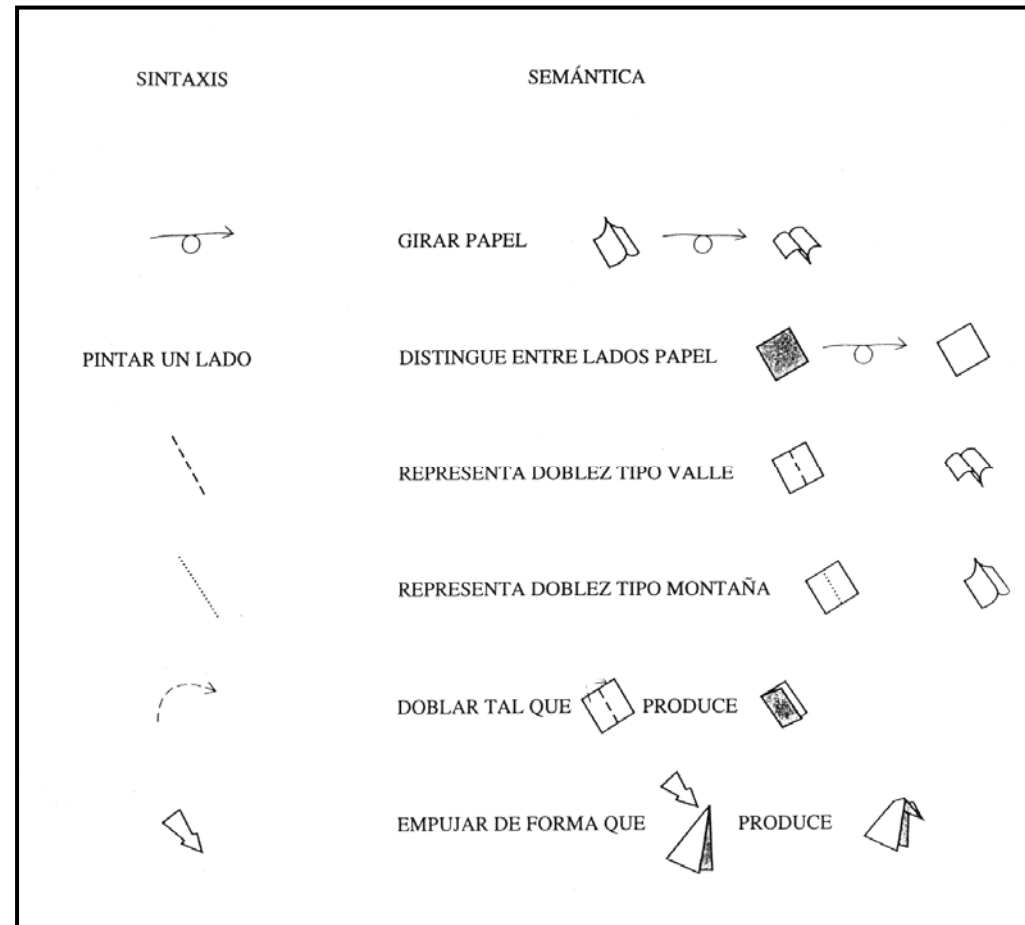 SINTAXIS SEMÁNTICA
GIRAR PAPEL
PINTAR UN LADO DISTINGUE ENTRE LADOS PAPEL
REPRESENTA DOBLEZ TIPO VALLE
REPRESENTA DOBLEZ TIPO MONTAÑA
DOBLAR TAL QUE PRODUCE
EMPUJAR DE FORMA QUE PRODUCE